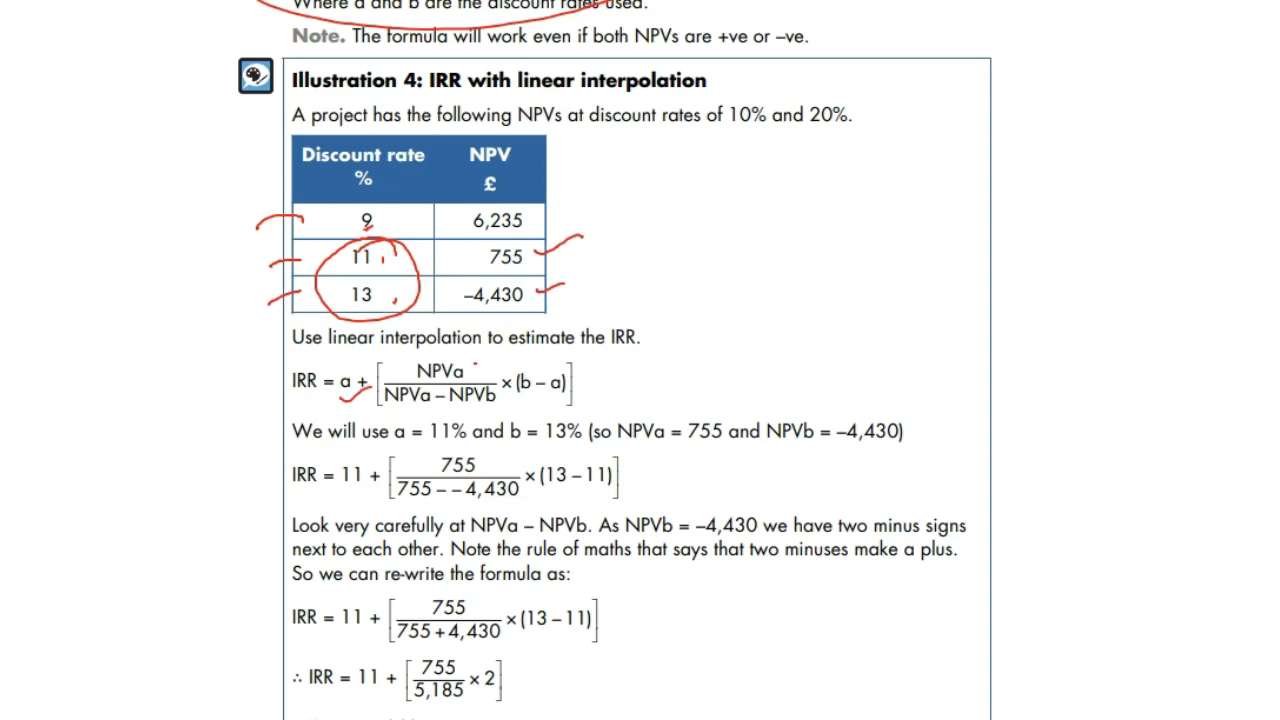 Where a and b are the discount rates used.
Note. The formula will work even if both NPVs are +ve or –ve.
Illustration 4: IRR with linear interpolation
A project has the following NPVs at discount rates of 10% and 20%.
Discount rate NPV
% £
9 6,235
11 755
13 –4,430
Use linear interpolation to estimate the IRR.
IRR = a + [NPVa / (NPVa – NPVb) × (b – a)]
We will use a = 11% and b = 13% (so NPVa = 755 and NPVb = –4,430)
IRR = 11 + [755 / (755 – – 4,430) × (13 – 11)]
Look very carefully at NPVa – NPVb. As NPVb = –4,430 we have two minus signs
next to each other. Note the rule of maths that says that two minuses make a plus.
So we can re-write the formula as:
IRR = 11 + [755 / (755 + 4,430) × (13 – 11)]
∴ IRR = 11 + [755 / 5,185 × 2]